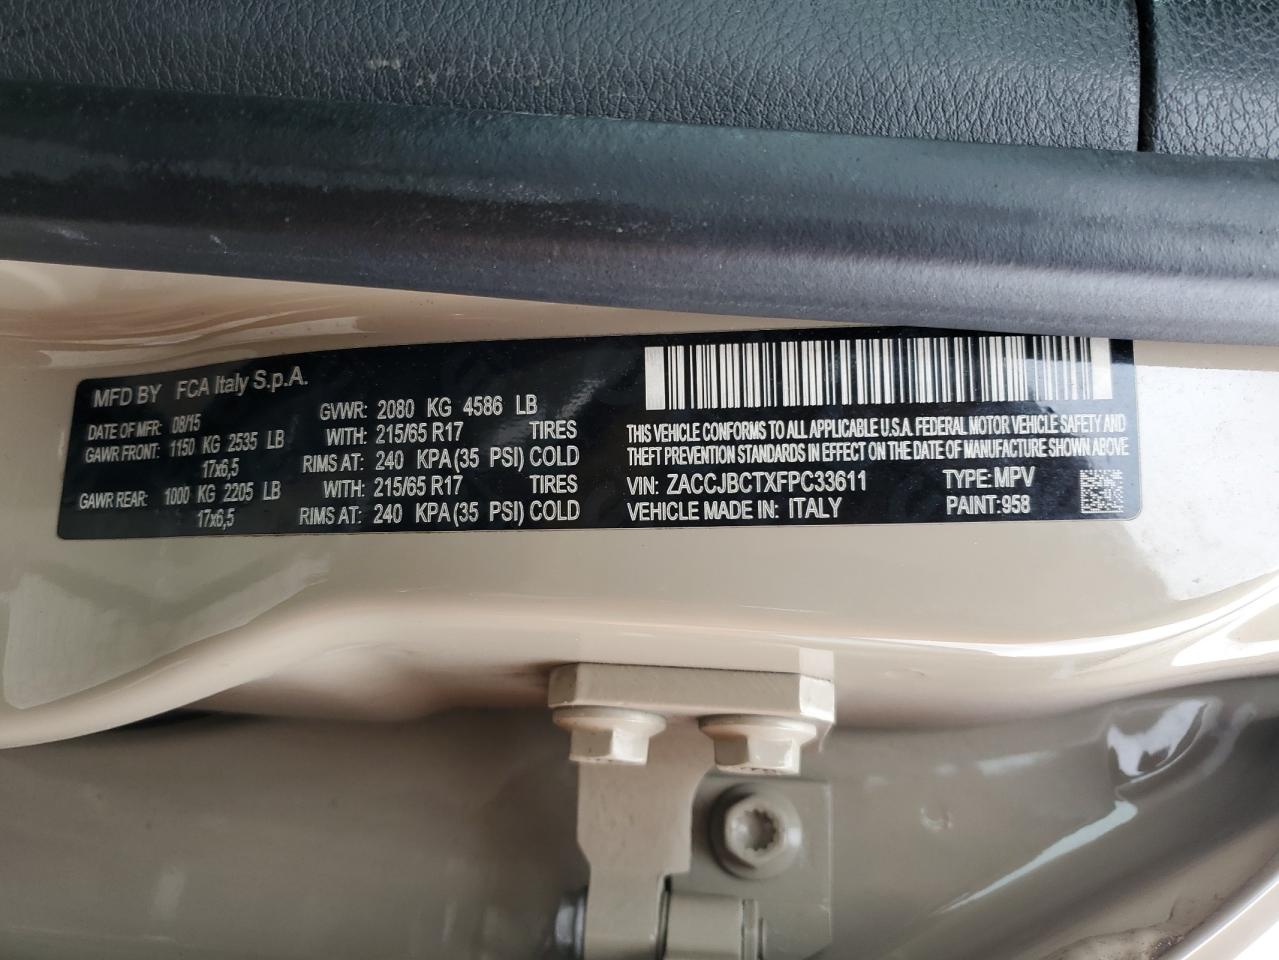 MFD BY FCA Italy S.p.A.
DATE OF MFR: 08/15 GVWR: 2080 KG 4586 LB
GAWR FRONT: 1150 KG 2535 LB WITH: 215/65 R17 TIRES
17x6,5 RIMS AT: 240 KPA(35 PSI) COLD
GAWR REAR: 1000 KG 2205 LB WITH: 215/65 R17 TIRES
17x6,5 RIMS AT: 240 KPA(35 PSI) COLD
THIS VEHICLE CONFORMS TO ALL APPLICABLE U.S.A. FEDERAL MOTOR VEHICLE SAFETY AND
THEFT PREVENTION STANDARDS IN EFFECT ON THE DATE OF MANUFACTURE SHOWN ABOVE
VIN: ZACCJBCTXFPC33611 TYPE: MPV
VEHICLE MADE IN: ITALY PAINT:958